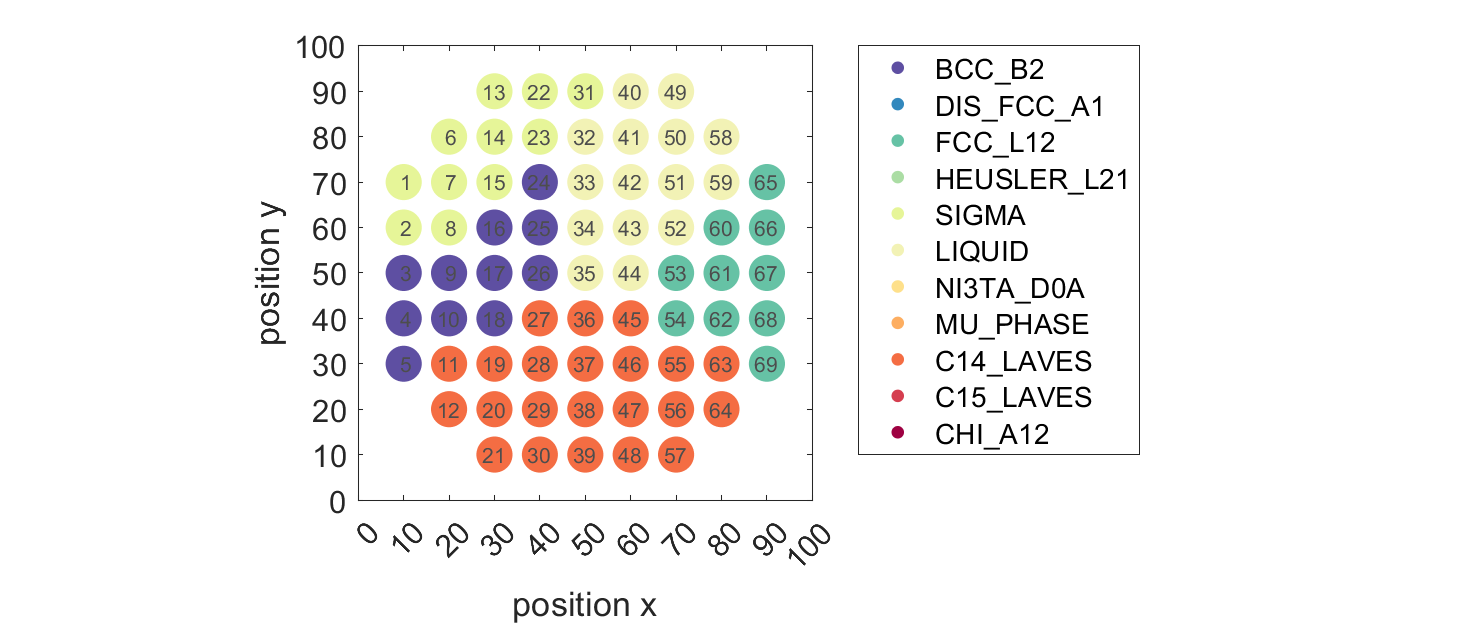 100
90 13 22 31 40 49
80 6 14 23 32 41 50 58
70 1 7 15 24 33 42 51 59 65
60 2 8 16 25 34 43 52 60 66
50 3 9 17 26 35 44 53 61 67
40 4 10 18 27 36 45 54 62 68
30 5 11 19 28 37 46 55 63 69
20 12 20 29 38 47 56 64
10 21 30 39 48 57
0
0 10 20 30 40 50 60 70 80 90 100
position x
position y
BCC_B2
DIS_FCC_A1
FCC_L12
HEUSLER_L21
SIGMA
LIQUID
NI3TA_D0A
MU_PHASE
C14_LAVES
C15_LAVES
CHI_A12